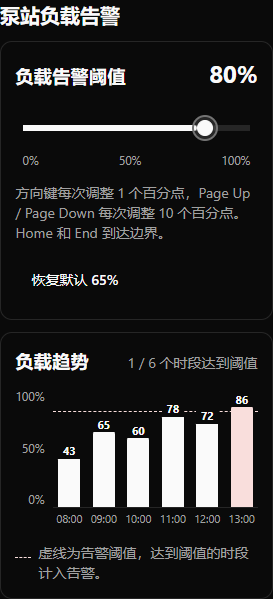 泵站负载告警
负载告警阈值 80%
0% 50% 100%
方向键每次调整 1 个百分点，Page Up
/ Page Down 每次调整 10 个百分点。
Home 和 End 到达边界。
恢复默认 65%
负载趋势 1 / 6 个时段达到阈值
100%
50%
0%
43 65 60 78 72 86
08:00 09:00 10:00 11:00 12:00 13:00
虚线为告警阈值，达到阈值的时段
计入告警。